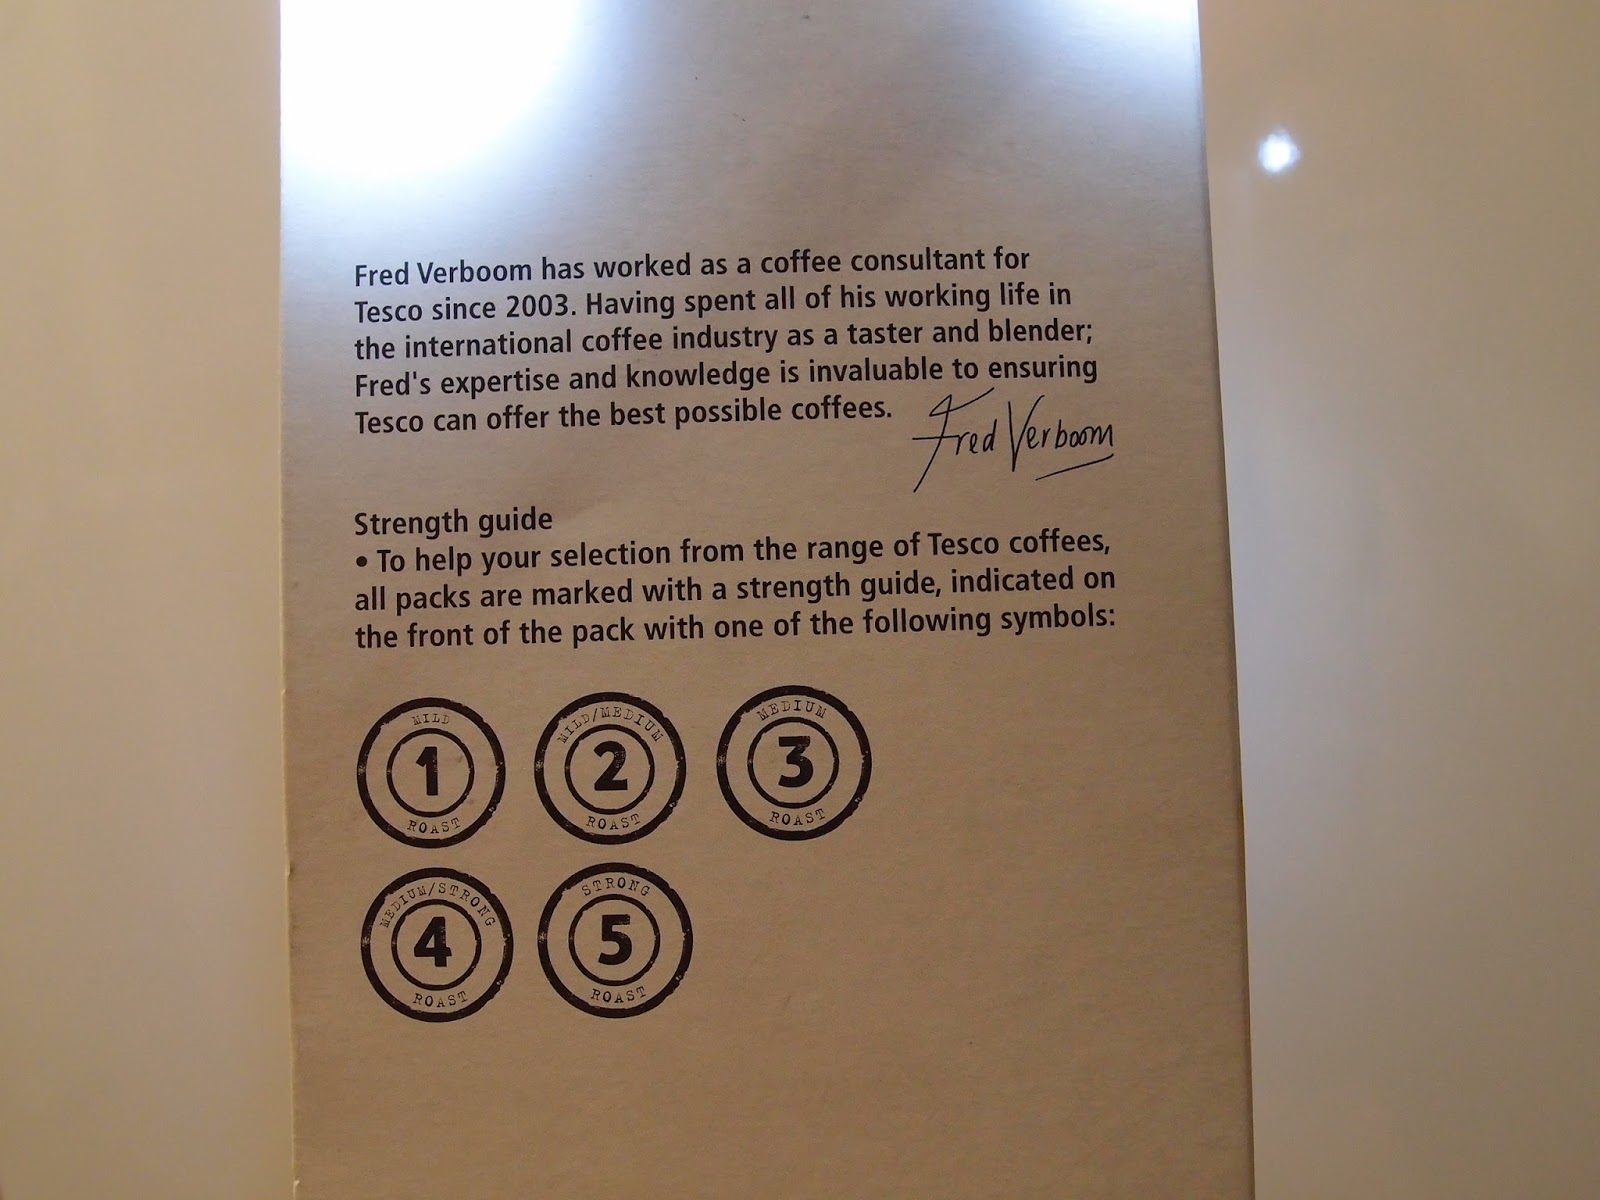 Fred Verboom has worked as a coffee consultant for
Tesco since 2003. Having spent all of his working life in
the international coffee industry as a taster and blender;
Fred's expertise and knowledge is invaluable to ensuring
Tesco can offer the best possible coffees.
Fred Verboom
Strength guide
• To help your selection from the range of Tesco coffees,
all packs are marked with a strength guide, indicated on
the front of the pack with one of the following symbols:
MILD
1
ROAST
MILD/MEDIUM
2
ROAST
MEDIUM
3
ROAST
MEDIUM/STRONG
4
ROAST
STRONG
5
ROAST